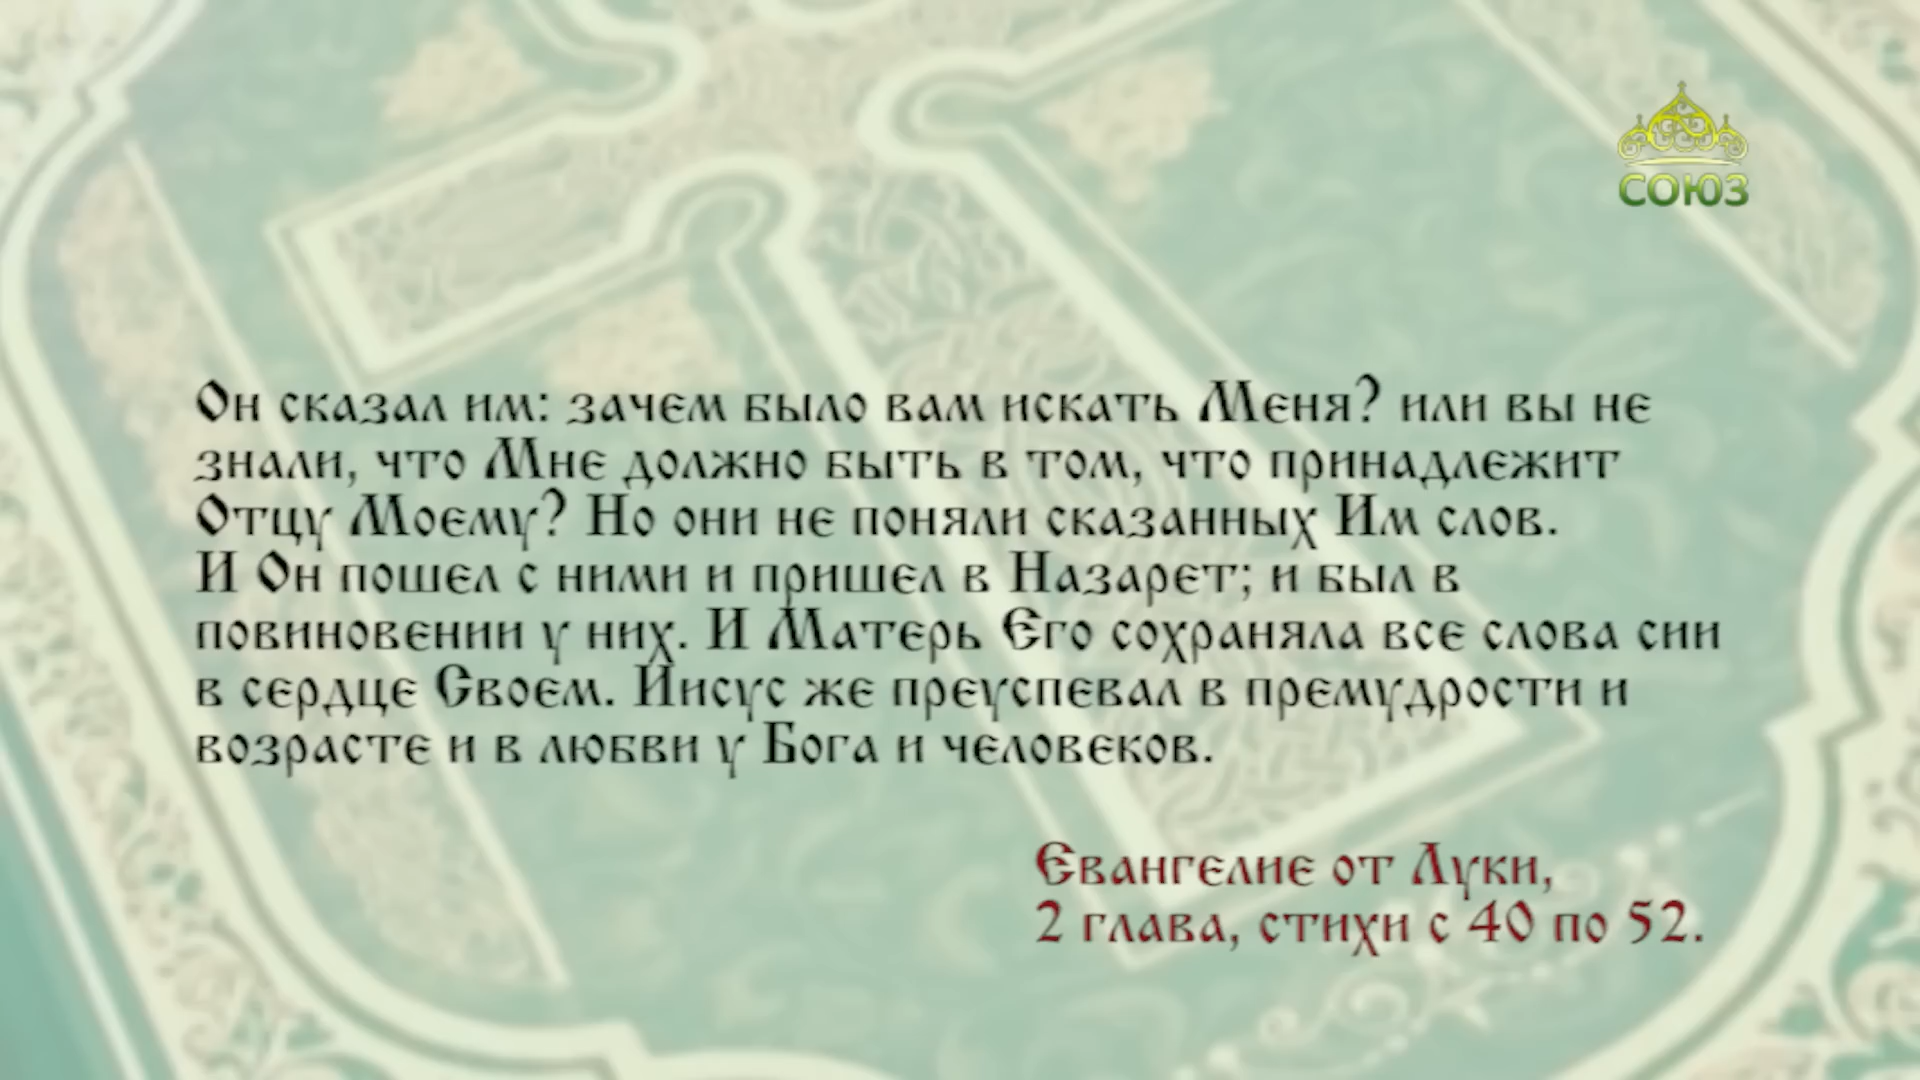 СОЮЗ
Он сказал им: зачем было вам искать Меня? или вы не
знали, что Мне должно быть в том, что принадлежит
Отцу Моему? Но они не поняли сказанных Им слов.
И Он пошел с ними и пришел в Назарет; и был в
повиновении у них. И Матерь Его сохраняла все слова сии
в сердце Своем. Иисус же преуспевал в премудрости и
возрасте и в любви у Бога и человеков.
Евангелие от Луки,
2 глава, стихи с 40 по 52.